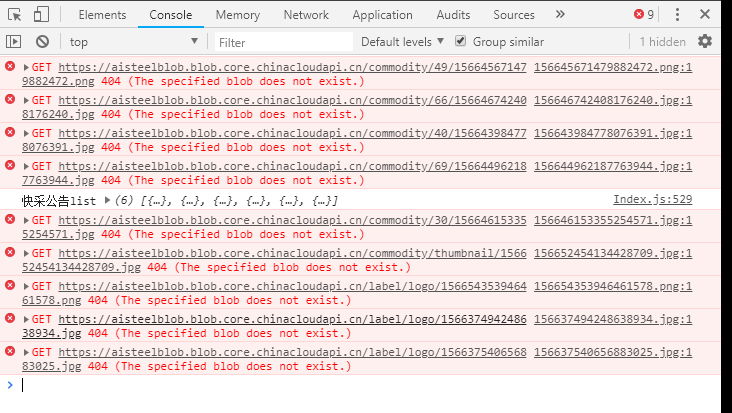 Elements Console Memory Network Application Audits Sources » 9
top Filter Default levels Group similar 1 hidden
GET https://aisteelblob.blob.core.chinacloudapi.cn/commodity/49/15664567147 156645671479882472.png:1
9882472.png 404 (The specified blob does not exist.)
GET https://aisteelblob.blob.core.chinacloudapi.cn/commodity/66/15664674240 156646742408176240.jpg:1
8176240.jpg 404 (The specified blob does not exist.)
GET https://aisteelblob.blob.core.chinacloudapi.cn/commodity/40/15664398477 156643984778076391.jpg:1
8076391.jpg 404 (The specified blob does not exist.)
GET https://aisteelblob.blob.core.chinacloudapi.cn/commodity/69/15664496218 156644962187763944.jpg:1
7763944.jpg 404 (The specified blob does not exist.)
快采公告list (6) [{…}, {…}, {…}, {…}, {…}, {…}] Index.js:529
GET https://aisteelblob.blob.core.chinacloudapi.cn/commodity/30/15664615335 156646153355254571.jpg:1
5254571.jpg 404 (The specified blob does not exist.)
GET https://aisteelblob.blob.core.chinacloudapi.cn/commodity/thumbnail/1566 156652454134428709.jpg:1
52454134428709.jpg 404 (The specified blob does not exist.)
GET https://aisteelblob.blob.core.chinacloudapi.cn/label/logo/1566543539464 156654353946461578.png:1
61578.png 404 (The specified blob does not exist.)
GET https://aisteelblob.blob.core.chinacloudapi.cn/label/logo/1566374942486 156637494248638934.jpg:1
38934.jpg 404 (The specified blob does not exist.)
GET https://aisteelblob.blob.core.chinacloudapi.cn/label/logo/1566375406568 156637540656883025.jpg:1
83025.jpg 404 (The specified blob does not exist.)